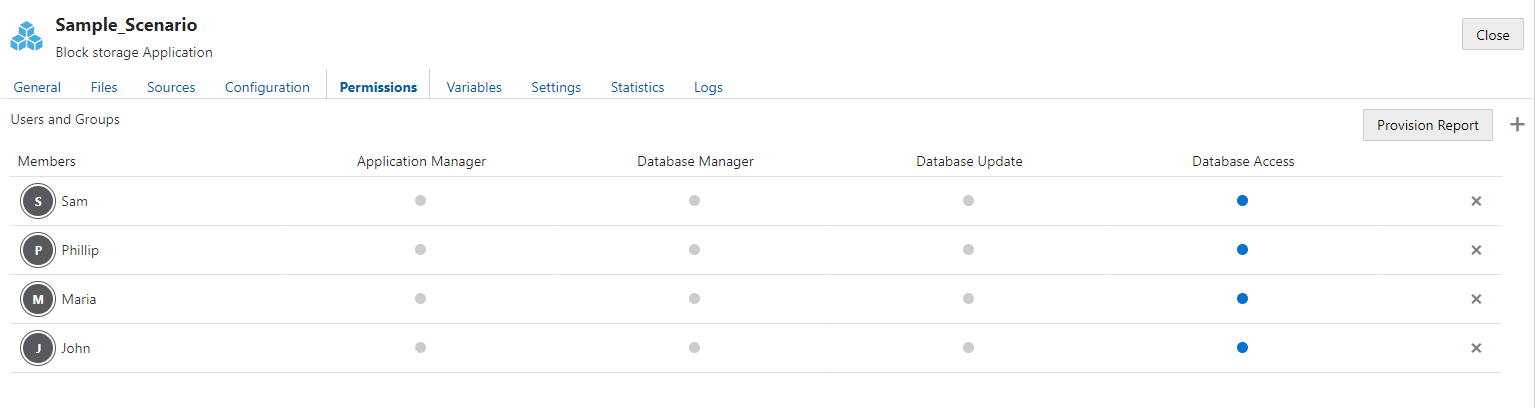 Sample_Scenario
Block storage Application
Close
General Files Sources Configuration Permissions Variables Settings Statistics Logs
Users and Groups
Provision Report
Members Application Manager Database Manager Database Update Database Access
S Sam
P Phillip
M Maria
J John